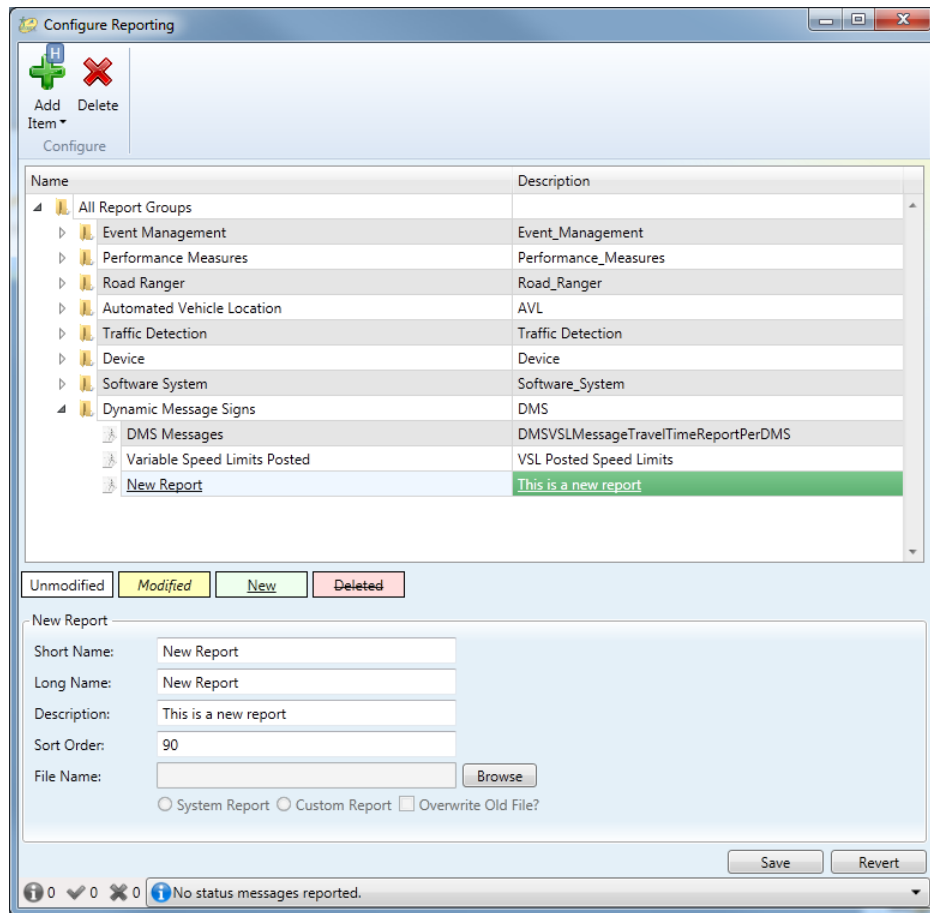 Configure Reporting
H
Add Item
Delete
Configure
Name Description
All Report Groups
Event Management Event_Management
Performance Measures Performance_Measures
Road Ranger Road_Ranger
Automated Vehicle Location AVL
Traffic Detection Traffic Detection
Device Device
Software System Software_System
Dynamic Message Signs DMS
DMS Messages DMSVSLMessageTravelTimeReportPerDMS
Variable Speed Limits Posted VSL Posted Speed Limits
New Report This is a new report
Unmodified Modified New Deleted
New Report
Short Name: New Report
Long Name: New Report
Description: This is a new report
Sort Order: 90
File Name: Browse
System Report Custom Report Overwrite Old File?
Save Revert
0 0 0 No status messages reported.